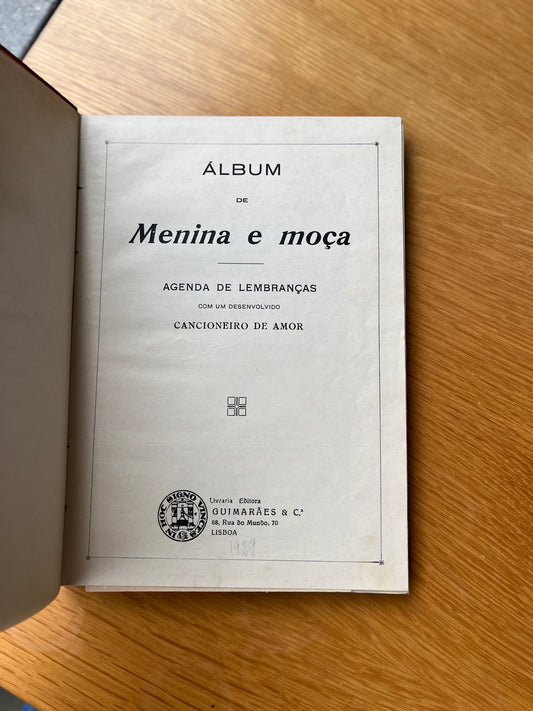 ÁLBUM
DE
Menina e moça
AGENDA DE LEMBRANÇAS
COM UM DESENVOLVIDO
CANCIONEIRO DE AMOR
IN HOC SIGNO VINCES
Livraria Editora
GUIMARÃES & C.ª
68, Rua do Mundo, 70
LISBOA